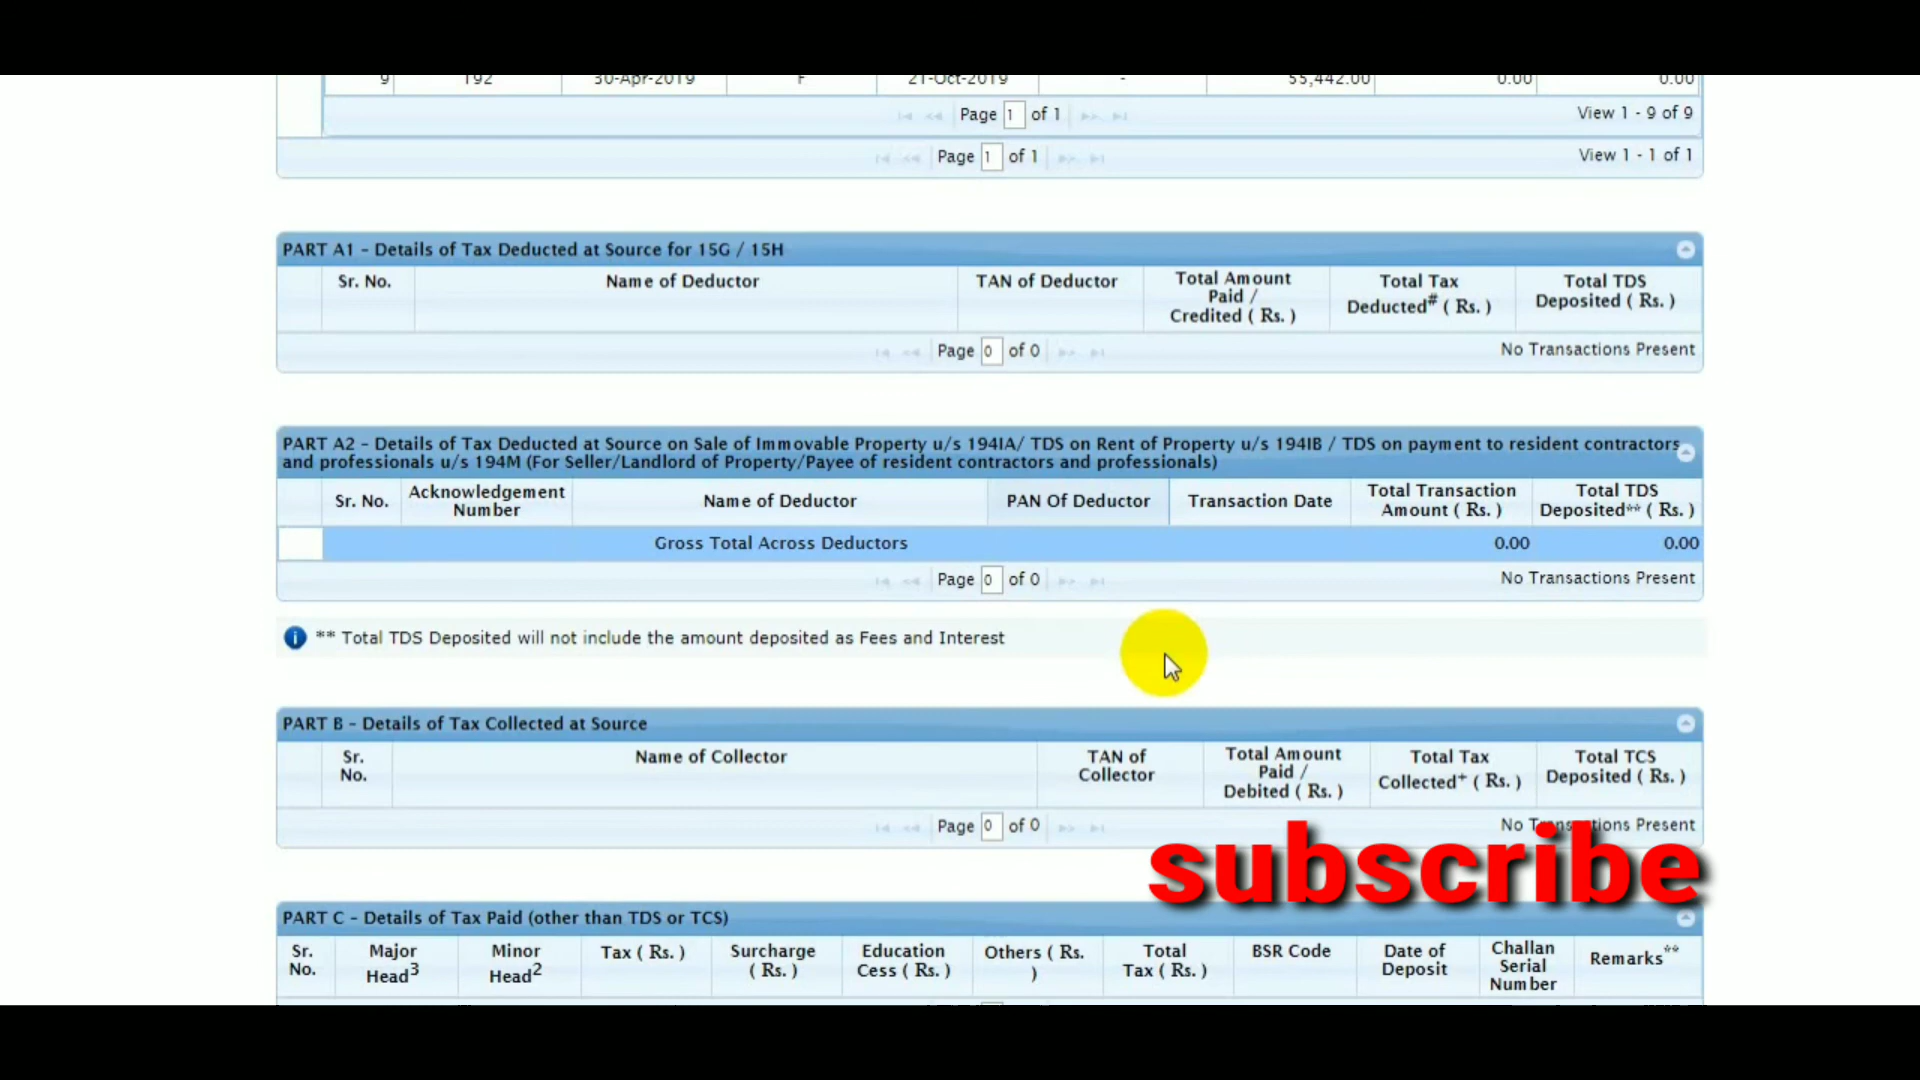 9 192 30-Apr-2019 F 21-Oct-2019 - 55,442.00 0.00 0.00
Page 1 of 1 View 1 - 9 of 9
Page 1 of 1 View 1 - 1 of 1
PART A1 - Details of Tax Deducted at Source for 15G / 15H
Sr. No. Name of Deductor TAN of Deductor Total Amount Paid / Credited ( Rs. ) Total Tax Deducted# ( Rs. ) Total TDS Deposited ( Rs. )
Page 0 of 0 No Transactions Present
PART A2 - Details of Tax Deducted at Source on Sale of Immovable Property u/s 194IA/ TDS on Rent of Property u/s 194IB / TDS on payment to resident contractors
and professionals u/s 194M (For Seller/Landlord of Property/Payee of resident contractors and professionals)
Sr. No. Acknowledgement Number Name of Deductor PAN Of Deductor Transaction Date Total Transaction Amount ( Rs. ) Total TDS Deposited** ( Rs. )
Gross Total Across Deductors 0.00 0.00
Page 0 of 0 No Transactions Present
** Total TDS Deposited will not include the amount deposited as Fees and Interest
PART B - Details of Tax Collected at Source
Sr. No. Name of Collector TAN of Collector Total Amount Paid / Debited ( Rs. ) Total Tax Collected+ ( Rs. ) Total TCS Deposited ( Rs. )
Page 0 of 0 No Transactions Present
subscribe
PART C - Details of Tax Paid (other than TDS or TCS)
Sr. No. Major Head3 Minor Head2 Tax ( Rs. ) Surcharge ( Rs. ) Education Cess ( Rs. ) Others ( Rs. ) Total Tax ( Rs. ) BSR Code Date of Deposit Challan Serial Number Remarks**